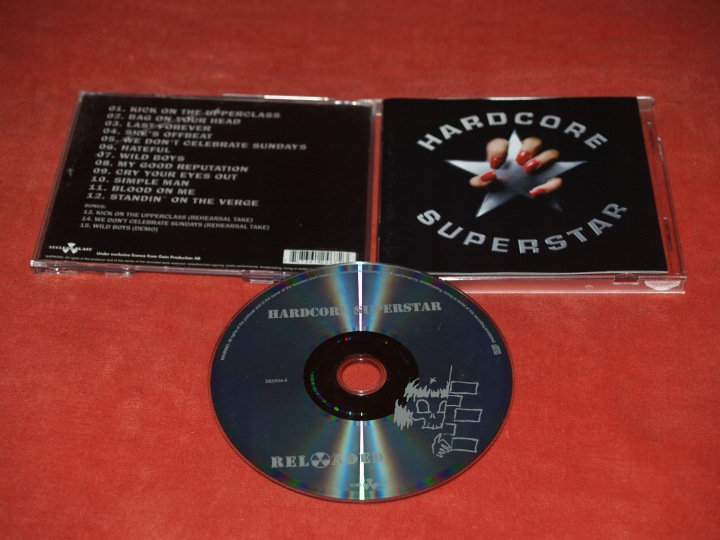 01. KICK ON THE UPPERCLASS
02. BAG ON YOUR HEAD
03. LAST FOREVER
04. SHE'S OFFBEAT
05. WE DON'T CELEBRATE SUNDAYS
06. HATEFUL
07. WILD BOYS
08. MY GOOD REPUTATION
09. CRY YOUR EYES OUT
10. SIMPLE MAN
11. BLOOD ON ME
12. STANDIN' ON THE VERGE
BONUS:
13. KICK ON THE UPPERCLASS (REHEARSAL TAKE)
14. WE DON'T CELEBRATE SUNDAYS (REHEARSAL TAKE)
15. WILD BOYS (DEMO)
NUCLEAR BLAST
Under exclusive licence from Gain Production AB
HARDCORE
SUPERSTAR
HARDCORE SUPERSTAR
RELOADED